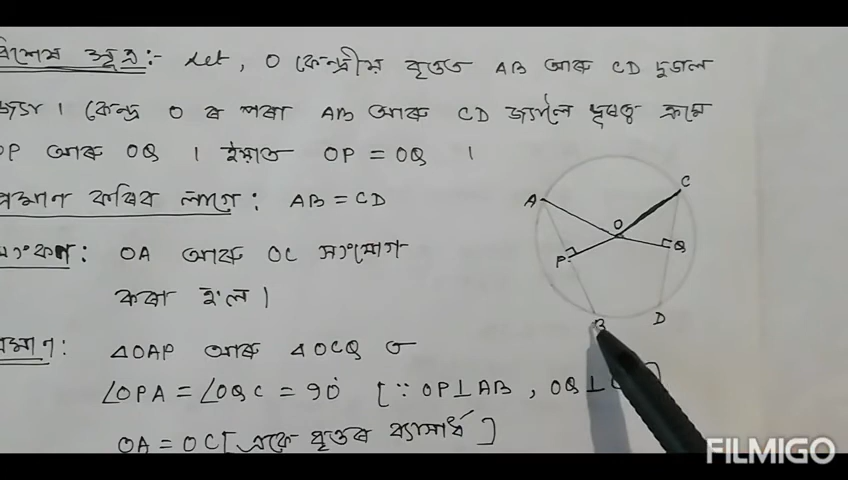 বিশেষ সূত্ৰ:- Let, O কেন্দ্ৰীয় বৃত্তত AB আৰু CD দুডাল
জ্যা । কেন্দ্ৰ O ৰ পৰা AB আৰু CD জ্যালৈ দূৰত্ব ক্ৰমে
OP আৰু OQ । ইয়াত OP = OQ ।
প্ৰমাণ কৰিব লাগে: AB = CD
অংকন: OA আৰু OC সংযোগ
কৰা হ'ল ।
প্ৰমাণ: ΔOAP আৰু ΔOCQ ত
∠OPA = ∠OQC = 90° [∵ OP⊥AB, OQ⊥C ]
OA = OC [একে বৃত্তৰ ব্যাসাৰ্ধ]
A
C
O
P
Q
B
D
FILMIGO